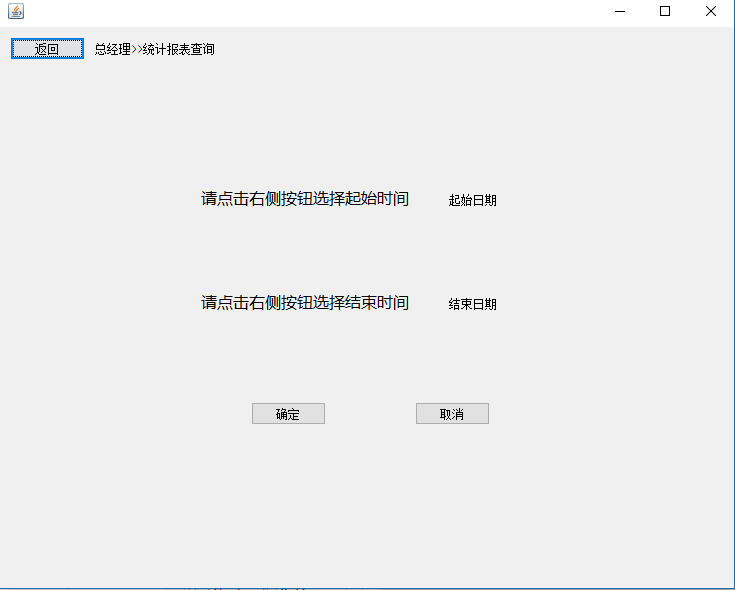 返回 总经理>>统计报表查询
请点击右侧按钮选择起始时间 起始日期
请点击右侧按钮选择结束时间 结束日期
确定 取消